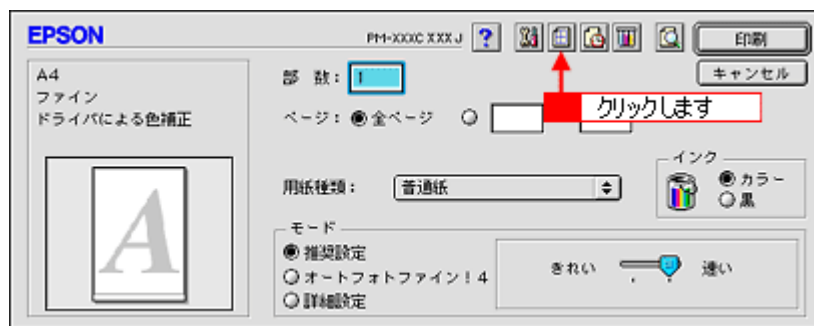 EPSON PM-XXXC XXX J ? 印刷
A4
ファイン
ドライバによる色補正
部 数: 1
キャンセル
クリックします
ページ: 全ページ
用紙種類: 普通紙
インク
カラー
黒
モード
推奨設定
オートフォトファイン!4
詳細設定
きれい 速い
A